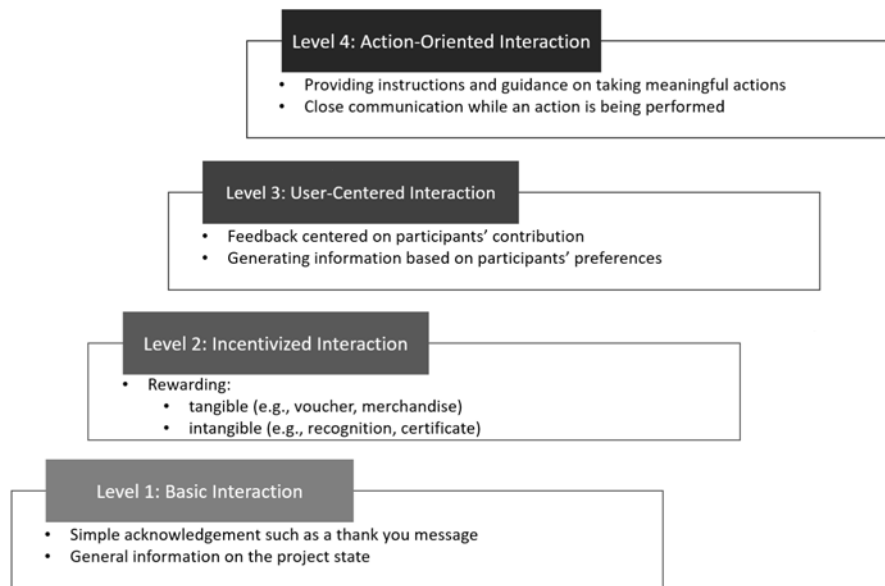 Level 4: Action-Oriented Interaction
• Providing instructions and guidance on taking meaningful actions
• Close communication while an action is being performed
Level 3: User-Centered Interaction
• Feedback centered on participants’ contribution
• Generating information based on participants’ preferences
Level 2: Incentivized Interaction
• Rewarding:
• tangible (e.g., voucher, merchandise)
• intangible (e.g., recognition, certificate)
Level 1: Basic Interaction
• Simple acknowledgement such as a thank you message
• General information on the project state